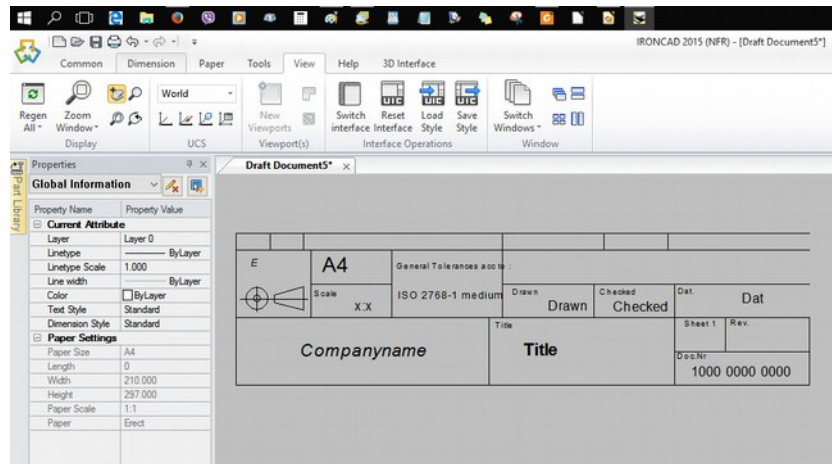 IRONCAD 2015 (NFR) - [Draft Document5*]
Common Dimension Paper Tools View Help 3D Interface
World
Regen All Zoom Window New Viewports Switch interface Reset Interface Load Style Save Style Switch Windows
Display UCS Viewport(s) Interface Operations Window
Part Library
Properties
Draft Document5*
Global Information
Property Name Property Value
Current Attribute
Layer Layer 0
Linetype ByLayer
Linetype Scale 1.000
Line width ByLayer
Color ByLayer
Text Style Standard
Dimension Style Standard
Paper Settings
Paper Size A4
Length 0
Width 210.000
Height 297.000
Paper Scale 1:1
Paper Erect
E A4 General Tolerances acc to :
Scale X:X ISO 2768-1 medium
Drawn Drawn
Checked Checked
Dat. Dat
Companyname
Title
Title
Sheet 1 Rev.
Doc.Nr
1000 0000 0000